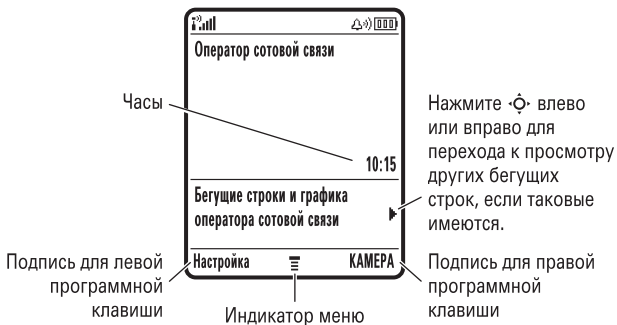 Оператор сотовой связи
Часы
10:15
Нажмите влево
или вправо для
перехода к просмотру
других бегущих
строк, если таковые
имеются.
Бегущие строки и графика
оператора сотовой связи
Настройка
КАМЕРА
Подпись для левой
программной
клавиши
Индикатор меню
Подпись для правой
программной
клавиши